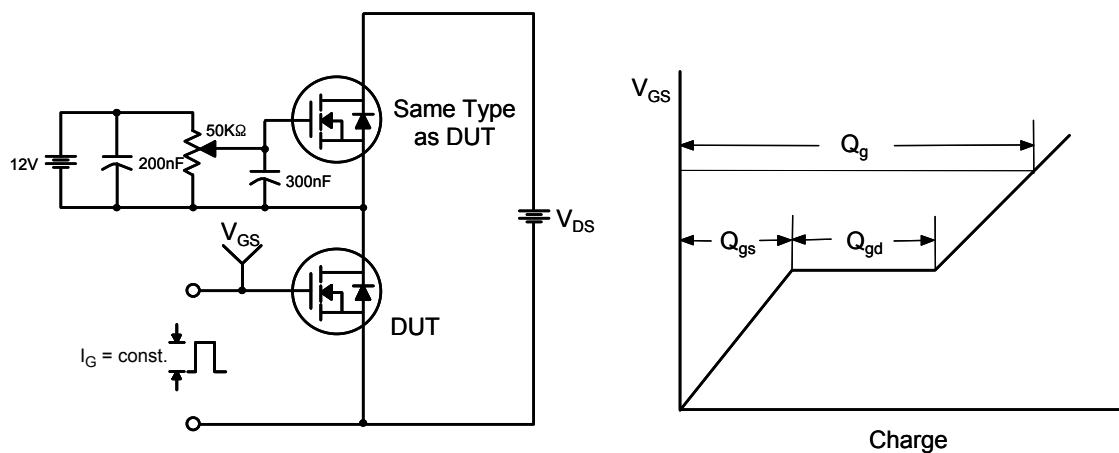 12V
200nF
50KΩ
300nF
Same Type
as DUT
V_DS
V_GS
DUT
I_G = const.
V_GS
Q_g
Q_gs
Q_gd
Charge